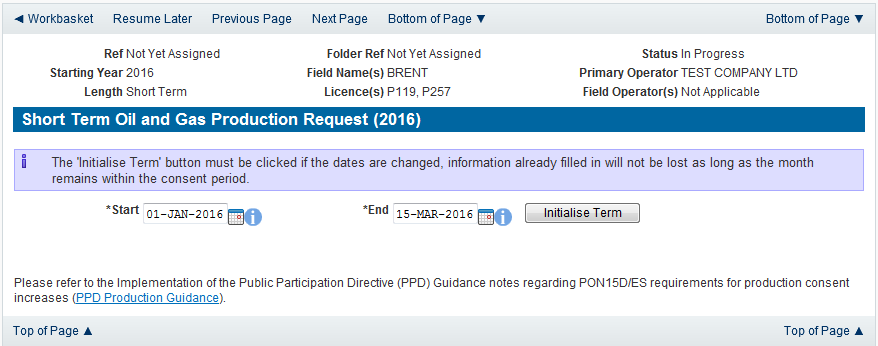 ◄ Workbasket Resume Later Previous Page Next Page Bottom of Page ▼ Bottom of Page ▼
Ref Not Yet Assigned Folder Ref Not Yet Assigned Status In Progress
Starting Year 2016 Field Name(s) BRENT Primary Operator TEST COMPANY LTD
Length Short Term Licence(s) P119, P257 Field Operator(s) Not Applicable
Short Term Oil and Gas Production Request (2016)
The 'Initialise Term' button must be clicked if the dates are changed, information already filled in will not be lost as long as the month
remains within the consent period.
*Start 01-JAN-2016 *End 15-MAR-2016 Initialise Term
Please refer to the Implementation of the Public Participation Directive (PPD) Guidance notes regarding PON15D/ES requirements for production consent
increases (PPD Production Guidance).
Top of Page ▲ Top of Page ▲